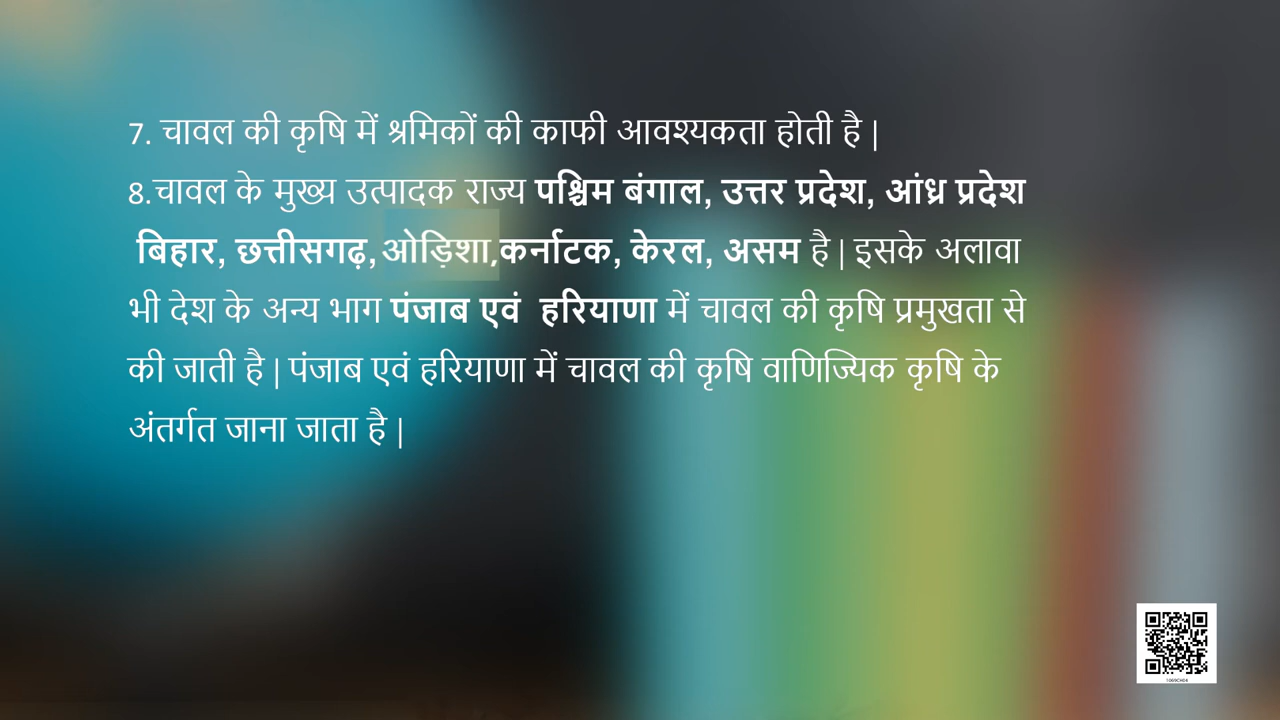 7. चावल की कृषि में श्रमिकों की काफी आवश्यकता होती है |
8.चावल के मुख्य उत्पादक राज्य पश्चिम बंगाल, उत्तर प्रदेश, आंध्र प्रदेश
बिहार, छत्तीसगढ़, ओड़िशा,कर्नाटक, केरल, असम है | इसके अलावा
भी देश के अन्य भाग पंजाब एवं हरियाणा में चावल की कृषि प्रमुखता से
की जाती है | पंजाब एवं हरियाणा में चावल की कृषि वाणिज्यिक कृषि के
अंतर्गत जाना जाता है |